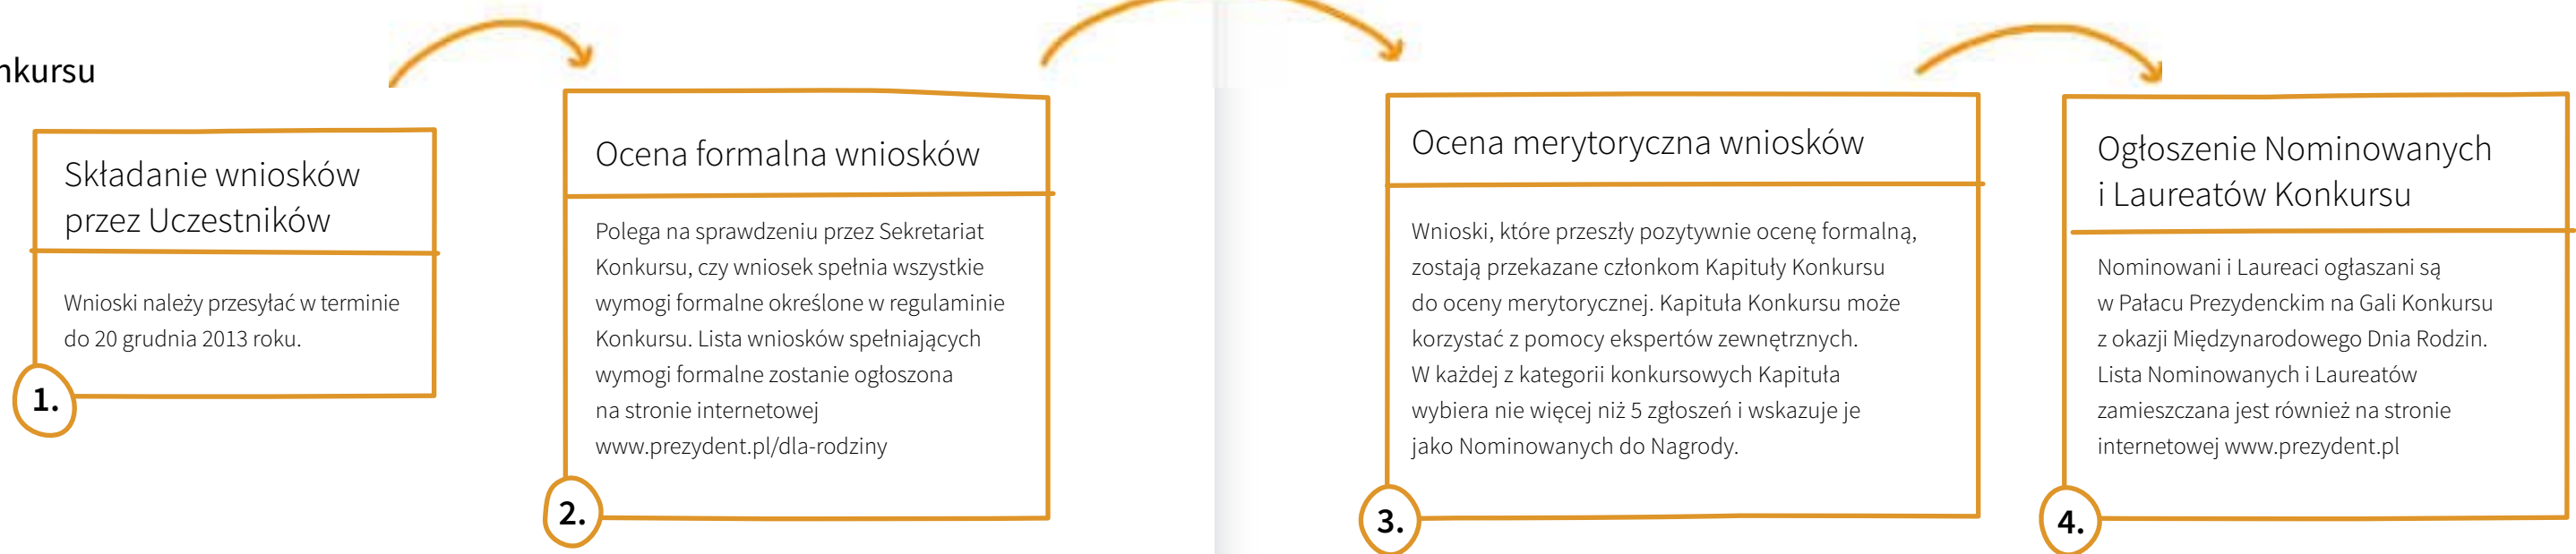 nkursu
Składanie wniosków
przez Uczestników
Wnioski należy przesyłać w terminie
do 20 grudnia 2013 roku.
1.
Ocena formalna wniosków
Polega na sprawdzeniu przez Sekretariat
Konkursu, czy wniosek spełnia wszystkie
wymogi formalne określone w regulaminie
Konkursu. Lista wniosków spełniających
wymogi formalne zostanie ogłoszona
na stronie internetowej
www.prezydent.pl/dla-rodziny
2.
Ocena merytoryczna wniosków
Wnioski, które przeszły pozytywnie ocenę formalną,
zostają przekazane członkom Kapituły Konkursu
do oceny merytorycznej. Kapituła Konkursu może
korzystać z pomocy ekspertów zewnętrznych.
W każdej z kategorii konkursowych Kapituła
wybiera nie więcej niż 5 zgłoszeń i wskazuje je
jako Nominowanych do Nagrody.
3.
Ogłoszenie Nominowanych
i Laureatów Konkursu
Nominowani i Laureaci ogłaszani są
w Pałacu Prezydenckim na Gali Konkursu
z okazji Międzynarodowego Dnia Rodzin.
Lista Nominowanych i Laureatów
zamieszczana jest również na stronie
internetowej www.prezydent.pl
4.